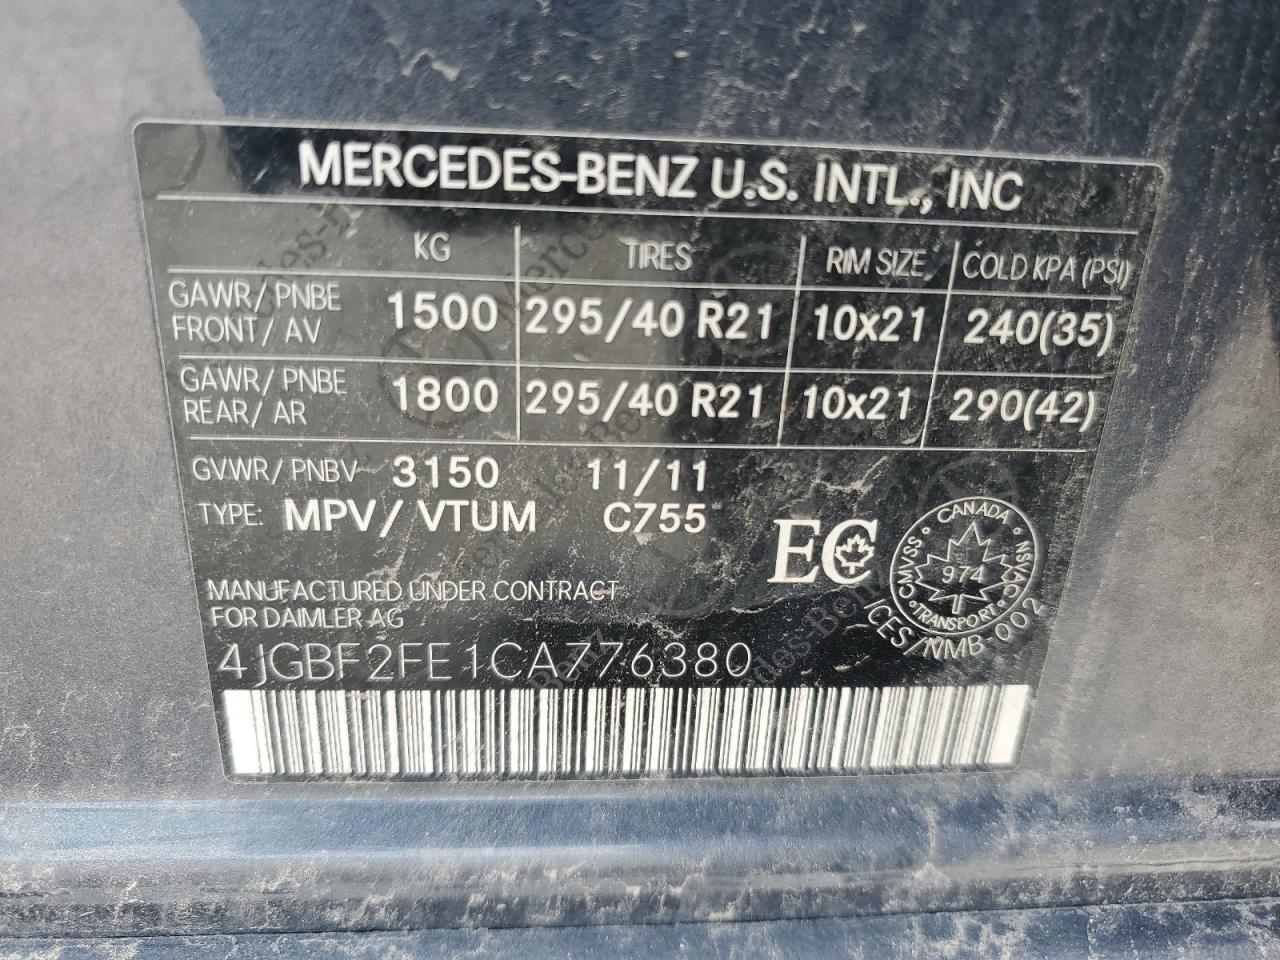 MERCEDES-BENZ U.S. INTL., INC
KG TIRES RIM SIZE COLD KPA (PSI)
GAWR/ PNBE FRONT/ AV 1500 295/40 R21 10x21 240(35)
GAWR/ PNBE REAR/ AR 1800 295/40 R21 10x21 290(42)
GVWR/ PNBV 3150 11/11
TYPE: MPV/ VTUM C755
EC
CANADA
CMVSS NSVAC
974
TRANSPORT
ICES/NMB-002
MANUFACTURED UNDER CONTRACT
FOR DAIMLER AG
4JGBF2FE1CA776380